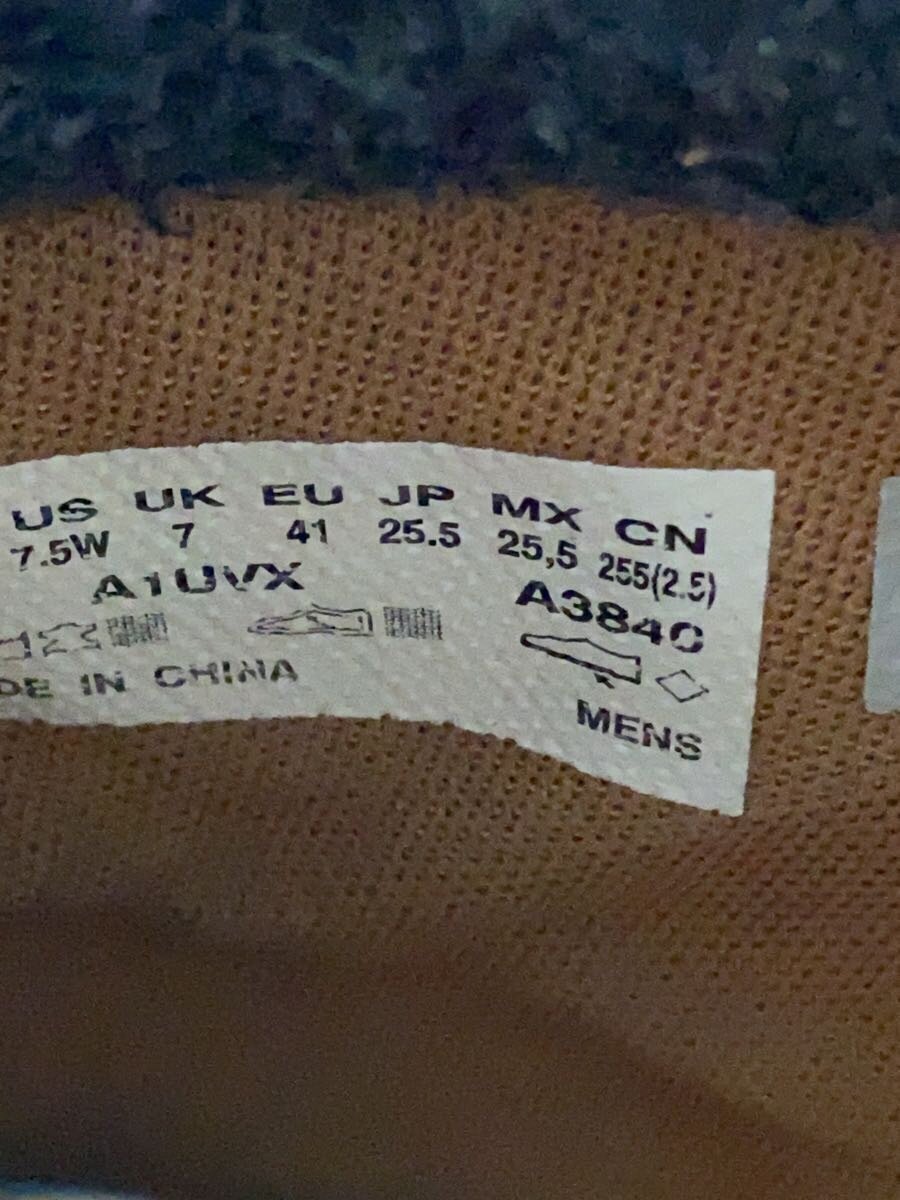 US UK EU JP MX CN
7.5W 7 41 25.5 25,5 255(2.5)
A1UVX A3840
DE IN CHINA
MENS